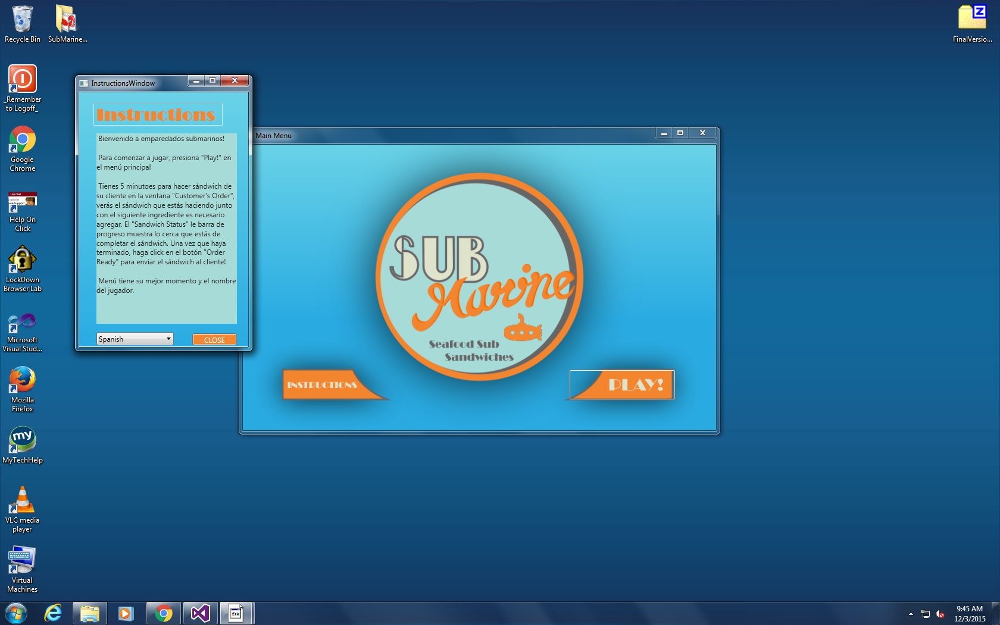 Recycle Bin
SubMarine...
FinalVersio...
_Remember
to Logoff_
Google
Chrome
Live Chat
Help On
Click
LockDown
Browser Lab
Microsoft
Visual Stud...
Mozilla
Firefox
my
MyTechHelp
VLC media
player
Virtual
Machines
InstructionsWindow
Instructions
Bienvenido a emparedados submarinos!
Para comenzar a jugar, presiona "Play!" en
el menú principal
Tienes 5 minutoes para hacer sándwich de
su cliente en la ventana "Customer's Order",
verás el sándwich que estás haciendo junto
con el siguiente ingrediente es necesario
agregar. El "Sandwich Status" le barra de
progreso muestra lo cerca que estás de
completar el sándwich. Una vez que haya
terminado, haga click en el botón "Order
Ready" para enviar el sándwich al cliente!
Menú tiene su mejor momento y el nombre
del jugador.
Spanish
CLOSE
Main Menu
SUB
Marine
Seafood Sub
Sandwiches
INSTRUCTIONS
PLAY!
9:45 AM
12/3/2015